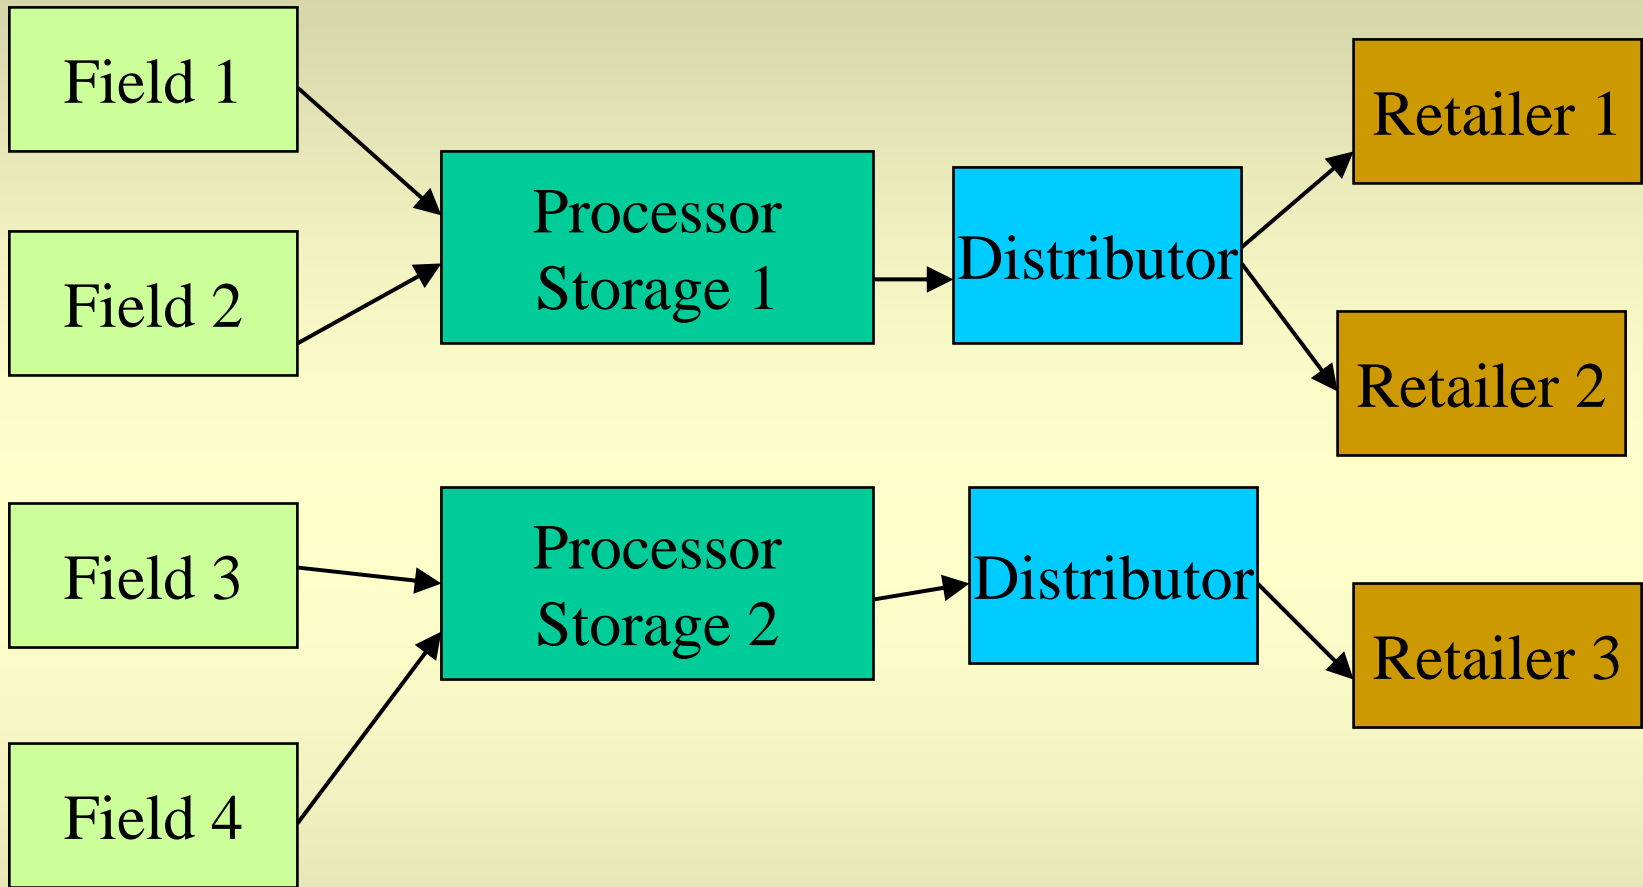 Field 1
Field 2
Field 3
Field 4
Processor
Storage 1
Processor
Storage 2
Distributor
Distributor
Retailer 1
Retailer 2
Retailer 3